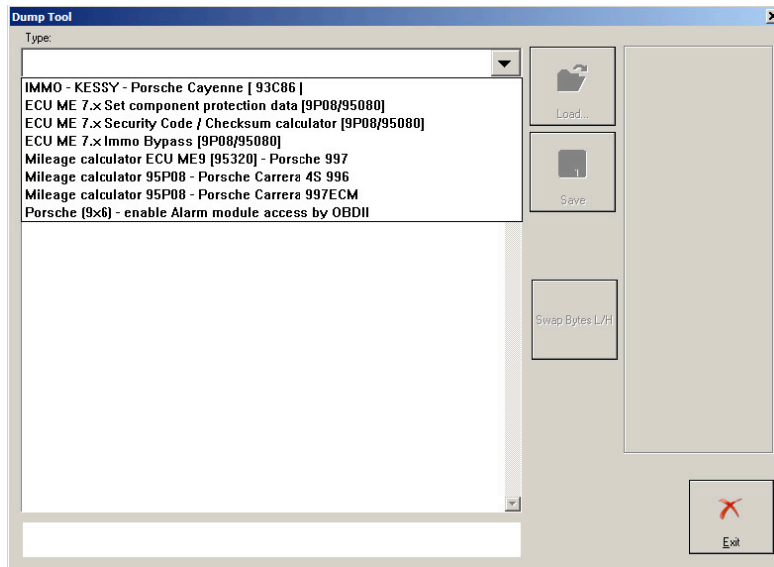 Dump Tool
Type:
IMMO - KESSY - Porsche Cayenne [ 93C86 ]
ECU ME 7.x Set component protection data [9P08/95080]
ECU ME 7.x Security Code / Checksum calculator [9P08/95080]
ECU ME 7.x Immo Bypass [9P08/95080]
Mileage calculator ECU ME9 [95320] - Porsche 997
Mileage calculator 95P08 - Porsche Carrera 4S 996
Mileage calculator 95P08 - Porsche Carrera 997ECM
Porsche (9x6) - enable Alarm module access by OBDII
Load...
Save
Swap Bytes L/H
Exit